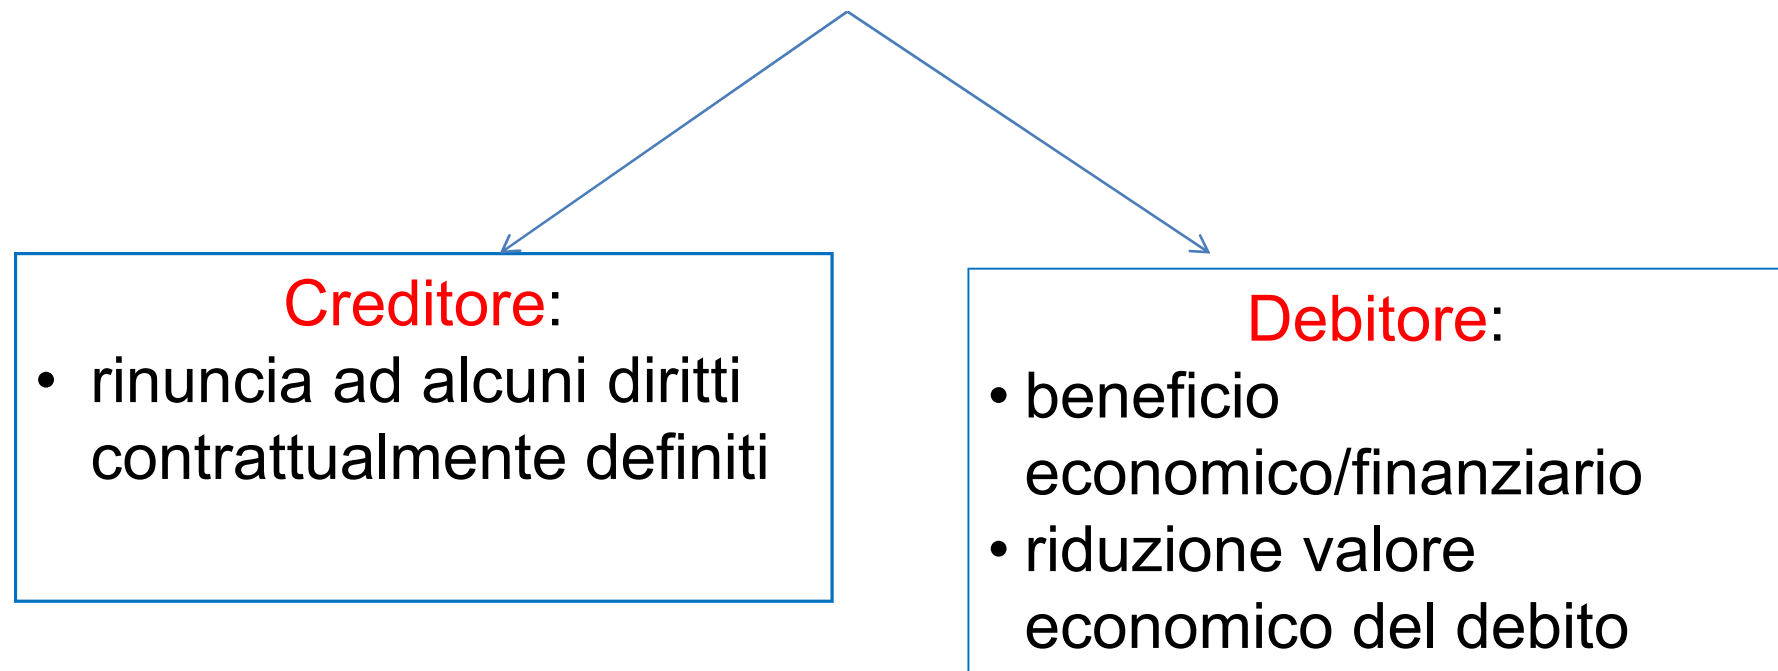 Creditore:
• rinuncia ad alcuni diritti
contrattualmente definiti
Debitore:
• beneficio
economico/finanziario
• riduzione valore
economico del debito